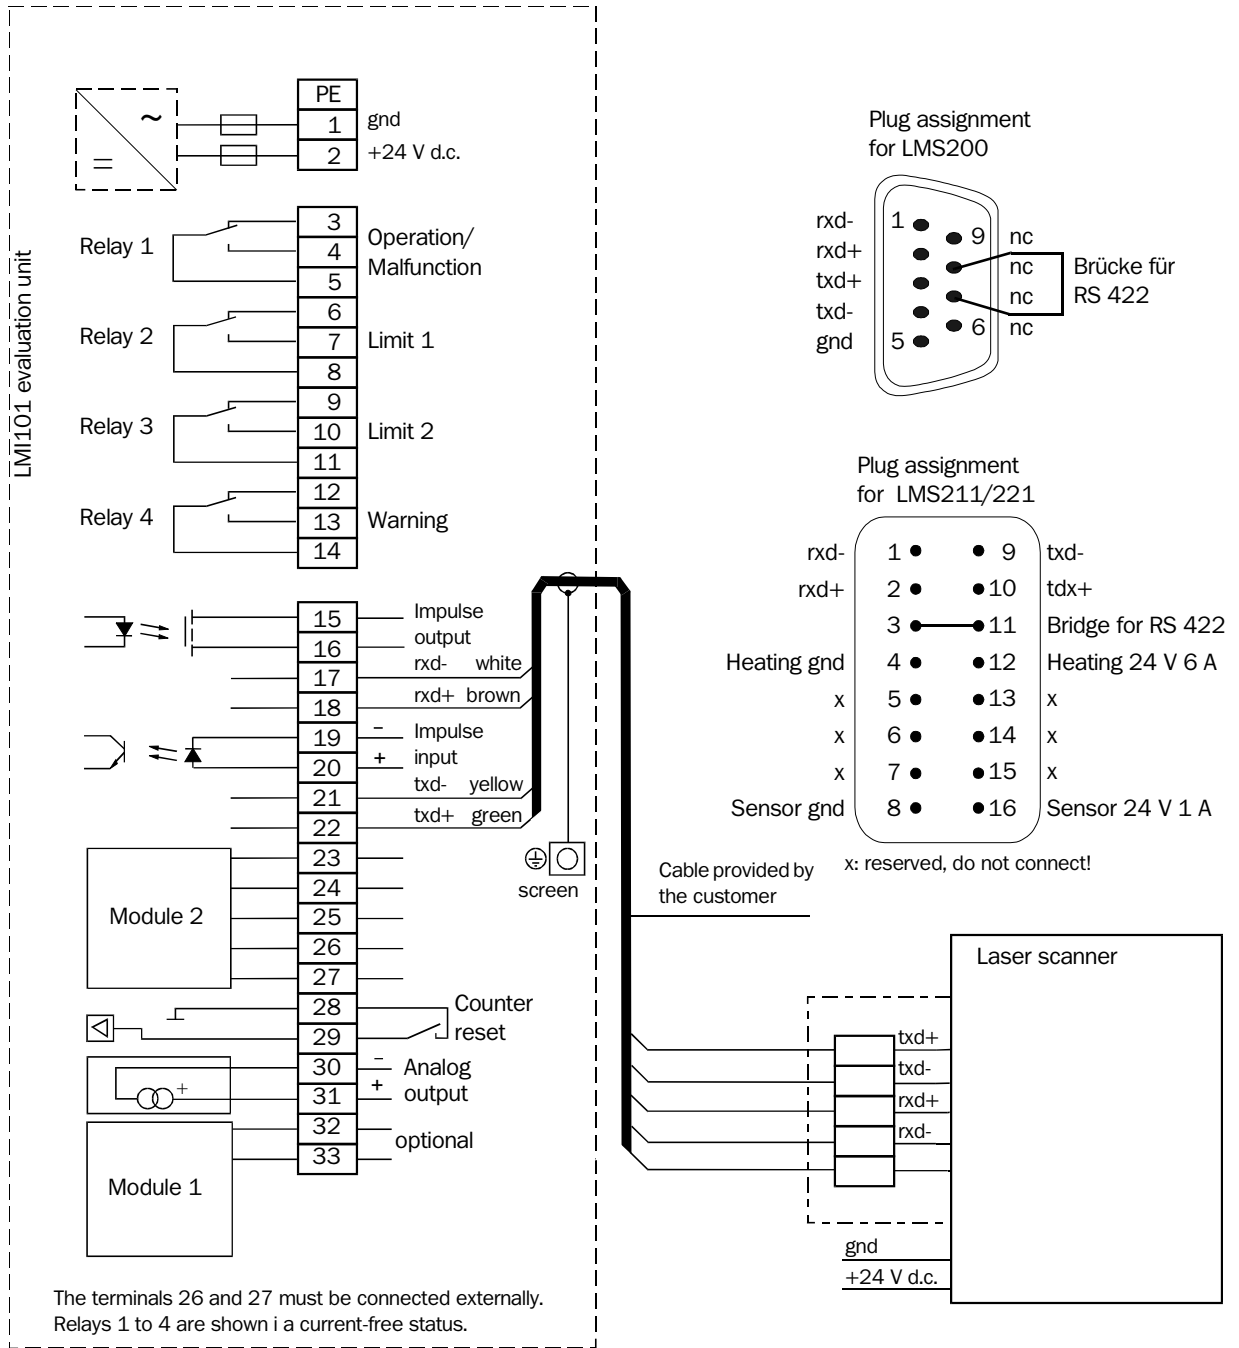 LMI101 evaluation unit
PE
1 gnd
2 +24 V d.c.
~
=
Relay 1
3
4
5
Operation/
Malfunction
Relay 2
6
7 Limit 1
8
Relay 3
9
10 Limit 2
11
Relay 4
12
13 Warning
14
15 Impulse
16 output
17 rxd- white
18 rxd+ brown
19 − Impulse
20 + input
21 txd- yellow
22 txd+ green
screen
Module 2
23
24
25
26
27
28 Counter
29 reset
30 − Analog
+
31 + output
32
33
optional
Module 1
The terminals 26 and 27 must be connected externally.
Relays 1 to 4 are shown i a current-free status.
Plug assignment
for LMS200
rxd- 1
rxd+
txd+
txd-
gnd 5
9 nc
nc
nc
6 nc
Brücke für
RS 422
Plug assignment
for LMS211/221
rxd- 1 9 txd-
rxd+ 2 10 tdx+
3 11 Bridge for RS 422
Heating gnd 4 12 Heating 24 V 6 A
x 5 13 x
x 6 14 x
x 7 15 x
Sensor gnd 8 16 Sensor 24 V 1 A
x: reserved, do not connect!
Cable provided by
the customer
Laser scanner
txd+
txd-
rxd+
rxd-
gnd
+24 V d.c.